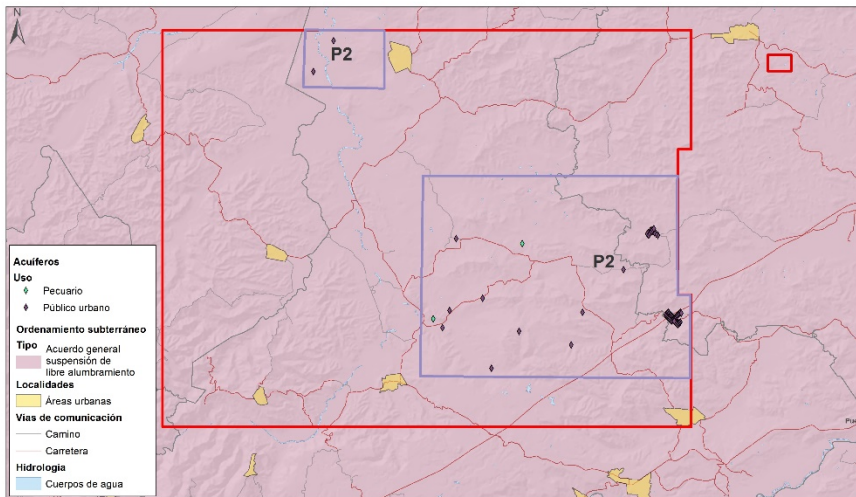 N
P2
P2
Acuíferos
Uso
Pecuario
Público urbano
Ordenamiento subterráneo
Tipo
Acuerdo general
suspensión de
libre alumbramiento
Localidades
Áreas urbanas
Vías de comunicación
Camino
Carretera
Hidrología
Cuerpos de agua